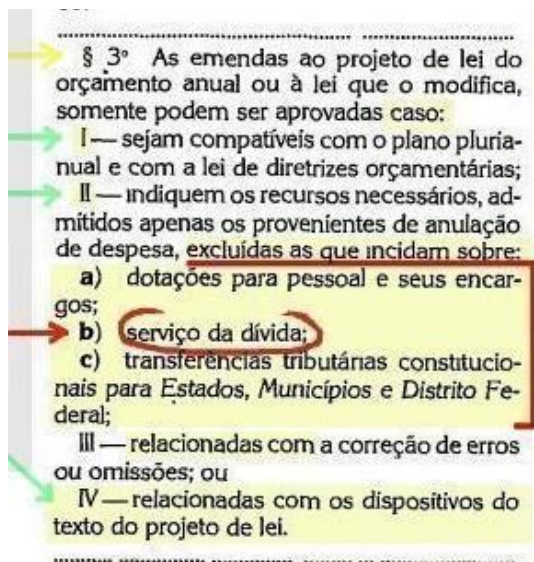 § 3º As emendas ao projeto de lei do
orçamento anual ou à lei que o modifica,
somente podem ser aprovadas caso:
I — sejam compatíveis com o plano pluria-
nual e com a lei de diretrizes orçamentárias;
II — indiquem os recursos necessários, ad-
mitidos apenas os provenientes de anulação
de despesa, excluídas as que incidam sobre:
a) dotações para pessoal e seus encar-
gos;
b) serviço da dívida;
c) transferências tributárias constitucio-
nais para Estados, Municípios e Distrito Fe-
deral;
III — relacionadas com a correção de erros
ou omissões; ou
IV — relacionadas com os dispositivos do
texto do projeto de lei.